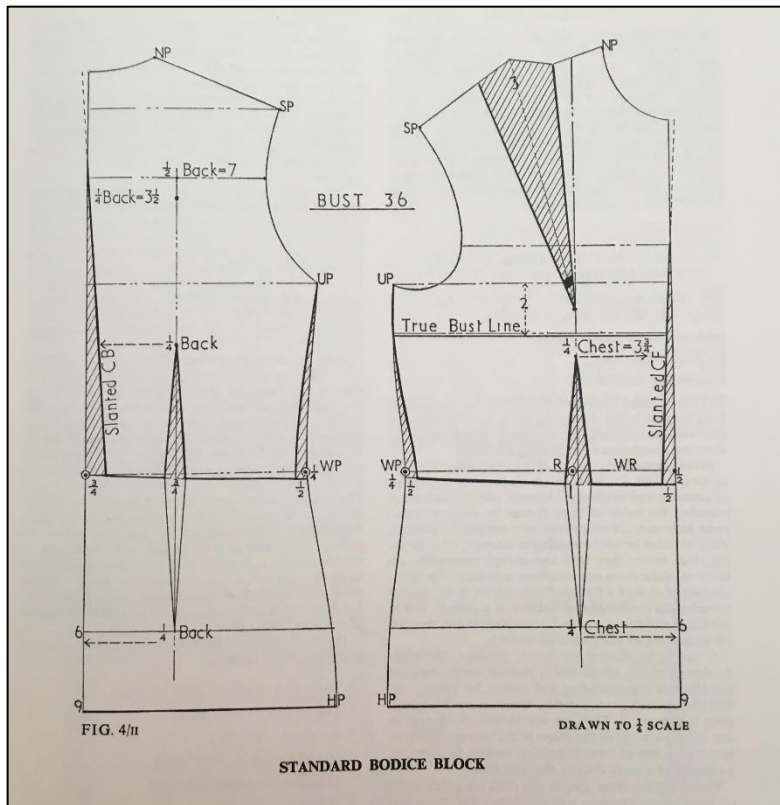 NP
SP
½ Back=7
¼Back=3½
BUST 36
UP
¼ Back
Slanted CB
¾
¾
½
¼ WP
6
¼ Back
9
HP
FIG. 4/II
NP
3
SP
UP
2
True Bust Line
¼ Chest=3¾
Slanted CF
WP
¼ ½
R
1
WR
½
½
¼ Chest
6
HP
9
DRAWN TO ¼ SCALE
STANDARD BODICE BLOCK